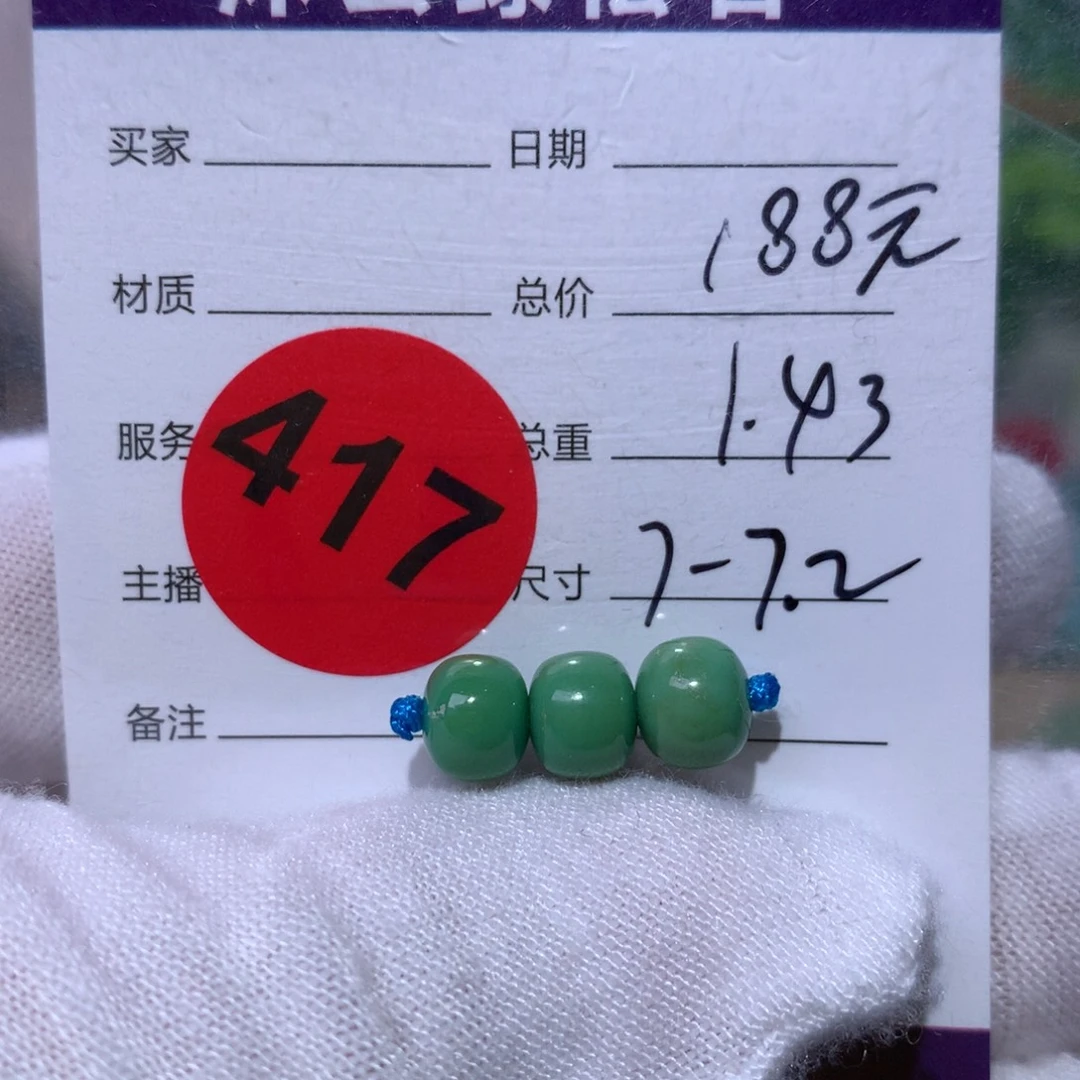 买家 日期
材质 总价 188元
417
服务 总重 1.43
主播 尺寸 7-7.2
备注